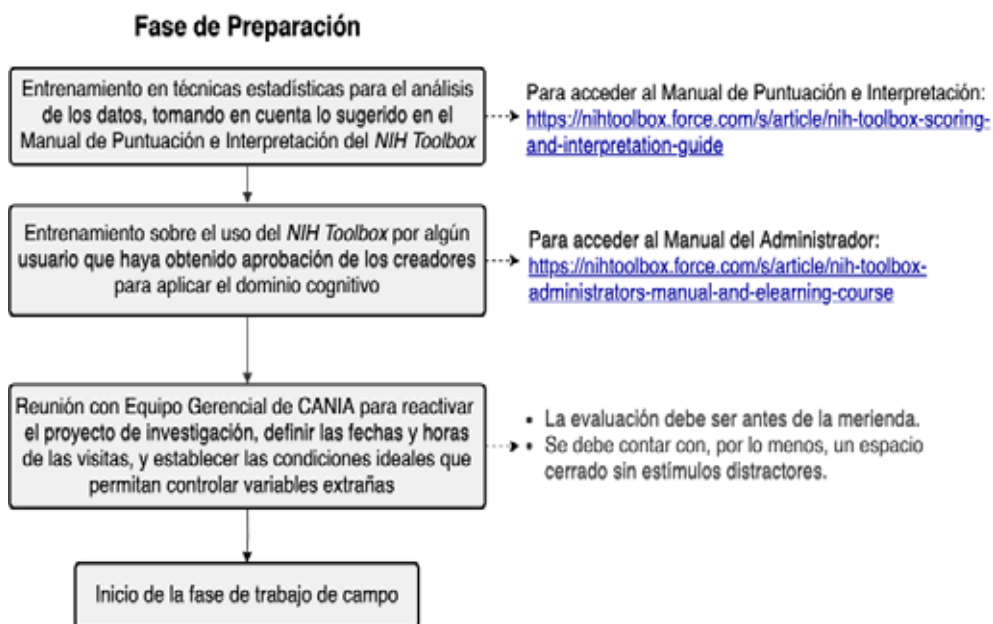 Fase de Preparación
Entrenamiento en técnicas estadísticas para el análisis
de los datos, tomando en cuenta lo sugerido en el
Manual de Puntuación e Interpretación del NIH Toolbox
Para acceder al Manual de Puntuación e Interpretación:
https://nihtoolbox.force.com/s/article/nih-toolbox-scoring-
and-interpretation-guide
Entrenamiento sobre el uso del NIH Toolbox por algún
usuario que haya obtenido aprobación de los creadores
para aplicar el dominio cognitivo
Para acceder al Manual del Administrador:
https://nihtoolbox.force.com/s/article/nih-toolbox-
administrators-manual-and-elearning-course
Reunión con Equipo Gerencial de CANIA para reactivar
el proyecto de investigación, definir las fechas y horas
de las visitas, y establecer las condiciones ideales que
permitan controlar variables extrañas
• La evaluación debe ser antes de la merienda.
• Se debe contar con, por lo menos, un espacio
cerrado sin estímulos distractores.
Inicio de la fase de trabajo de campo